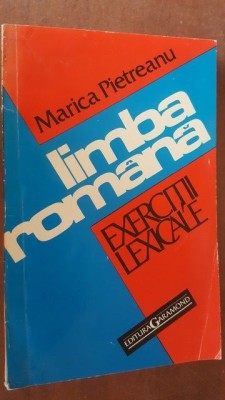 Marica Pietreanu
limba
română
EXERCIȚII
LEXICALE
EDITURA GARAMOND